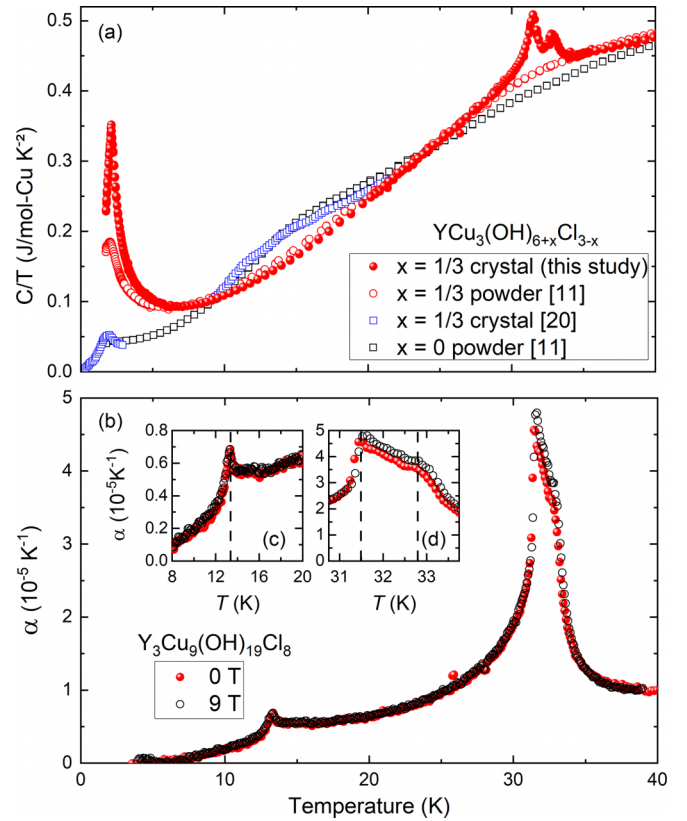 (a)
0.5
0.4
0.3
0.2
0.1
0.0
C/T (J/mol-Cu K⁻²)
YCu₃(OH)₆₊ₓCl₃₋ₓ
x = 1/3 crystal (this study)
x = 1/3 powder [11]
x = 1/3 crystal [20]
x = 0 powder [11]
(b)
5
4
3
2
1
0
α (10⁻⁵ K⁻¹)
0.8
0.6
0.4
0.2
0.0
α (10⁻⁵K⁻¹)
(c)
8 12 16 20
T (K)
5
4
3
2
1
0
(d)
31 32 33
T (K)
Y₃Cu₉(OH)₁₉Cl₈
0 T
9 T
0 10 20 30 40
Temperature (K)